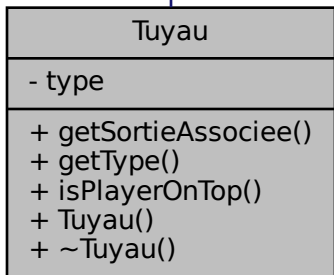 Tuyau
- type
+ getSortieAssociee()
+ getType()
+ isPlayerOnTop()
+ Tuyau()
+ ~Tuyau()